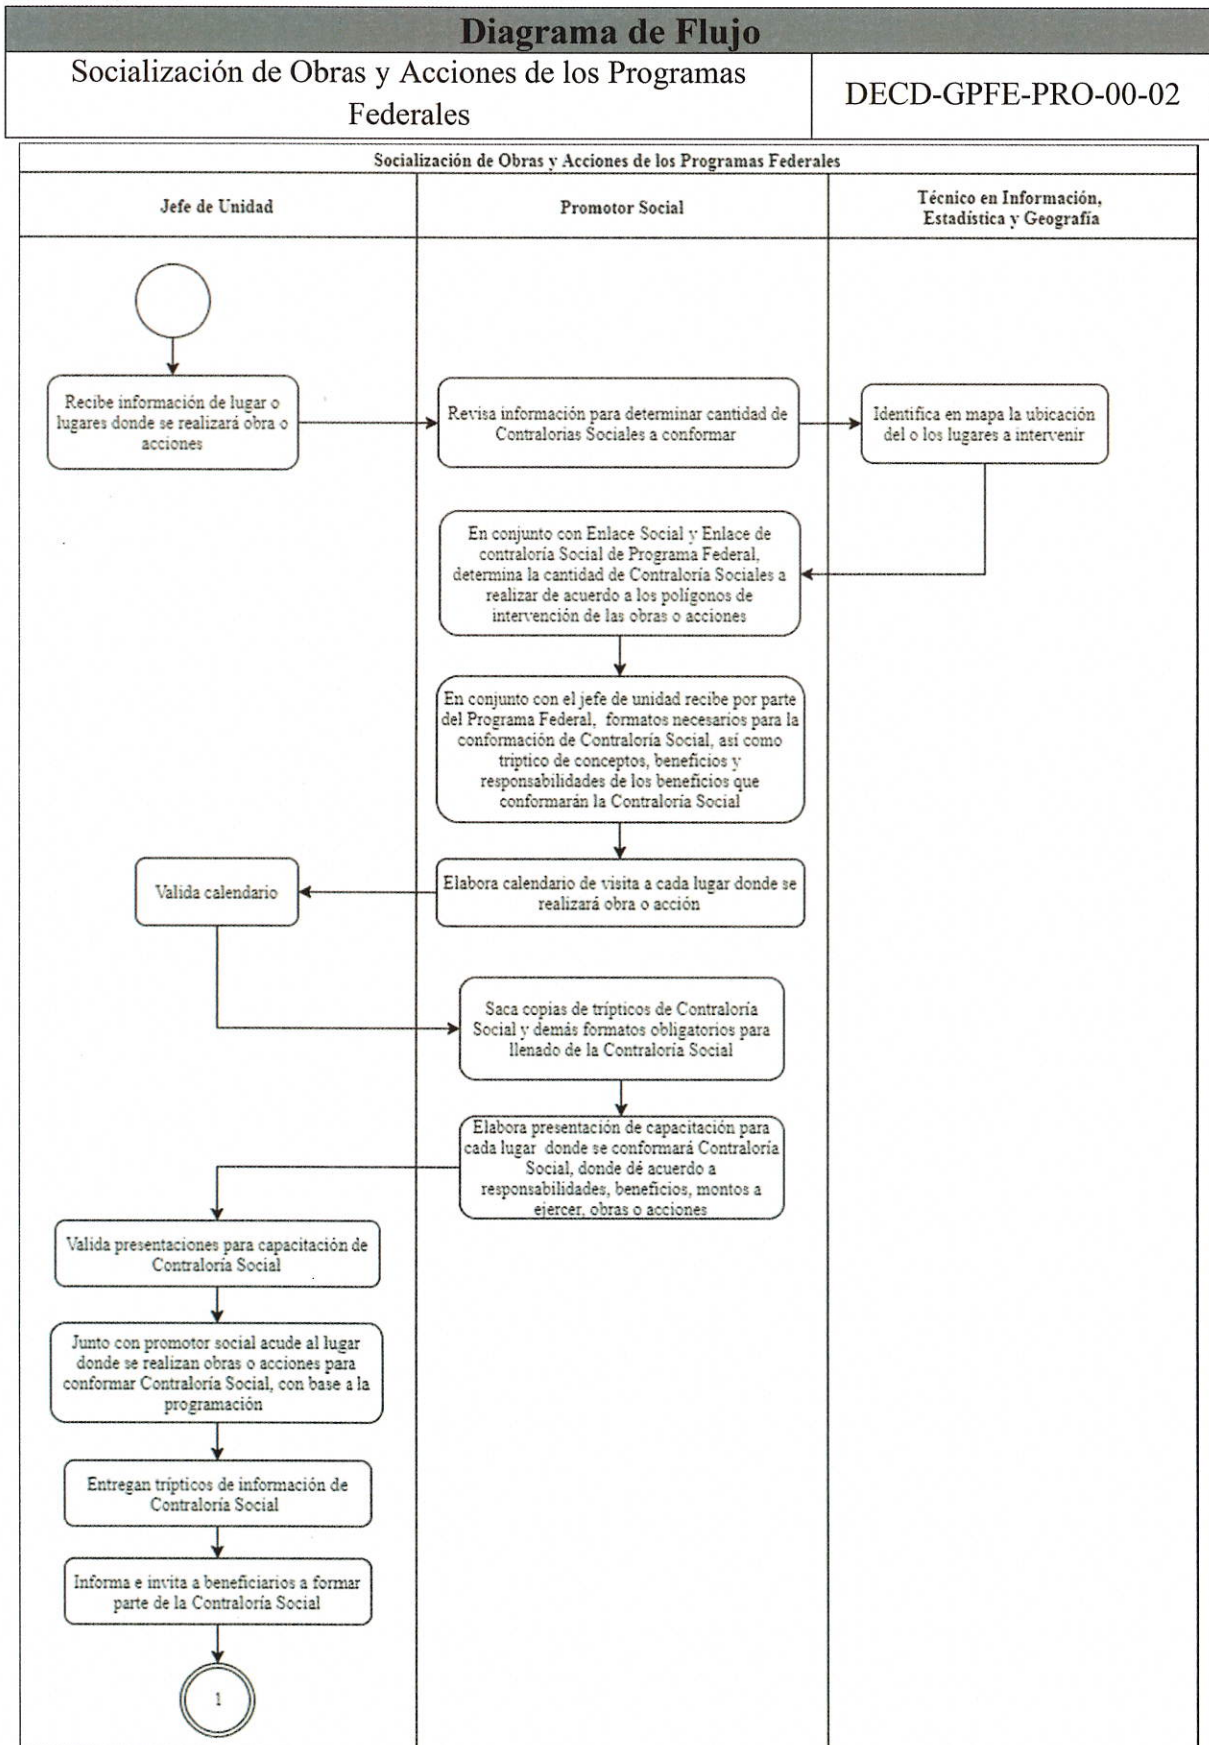 Diagrama de Flujo
Socialización de Obras y Acciones de los Programas
Federales
DECD-GPFE-PRO-00-02
Socialización de Obras y Acciones de los Programas Federales
Jefe de Unidad
Promotor Social
Técnico en Información,
Estadística y Geografía
Recibe información de lugar o
lugares donde se realizará obra o
acciones
Revisa información para determinar cantidad de
Contralorias Sociales a conformar
Identifica en mapa la ubicación
del o los lugares a intervenir
En conjunto con Enlace Social y Enlace de
contraloría Social de Programa Federal,
determina la cantidad de Contraloría Sociales a
realizar de acuerdo a los polígonos de
intervención de las obras o acciones
En conjunto con el jefe de unidad recibe por parte
del Programa Federal, formatos necesarios para la
conformación de Contraloría Social, así como
triptico de conceptos, beneficios y
responsabilidades de los beneficios que
conformarán la Contraloría Social
Valida calendario
Elabora calendario de visita a cada lugar donde se
realizará obra o acción
Saca copias de trípticos de Contraloría
Social y demás formatos obligatorios para
llenado de la Contraloría Social
Elabora presentación de capacitación para
cada lugar donde se conformará Contraloría
Social, donde dé acuerdo a
responsabilidades, beneficios, montos a
ejercer, obras o acciones
Valida presentaciones para capacitación de
Contraloría Social
Junto con promotor social acude al lugar
donde se realizan obras o acciones para
conformar Contraloría Social, con base a la
programación
Entregan trípticos de información de
Contraloría Social
Informa e invita a beneficiarios a formar
parte de la Contraloría Social
1